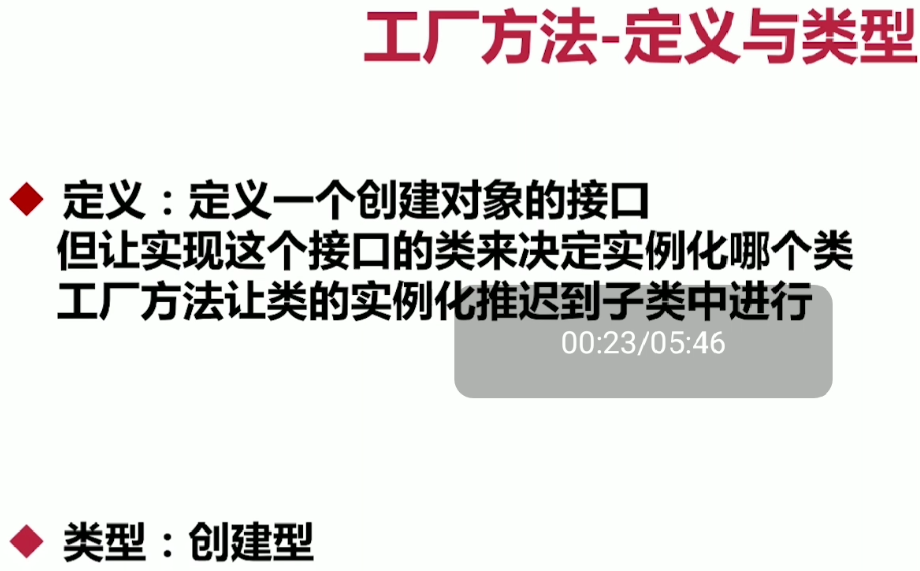 工厂方法-定义与类型
定义：定义一个创建对象的接口
但让实现这个接口的类来决定实例化哪个类
工厂方法让类的实例化推迟到子类中进行
00:23/05:46
类型：创建型